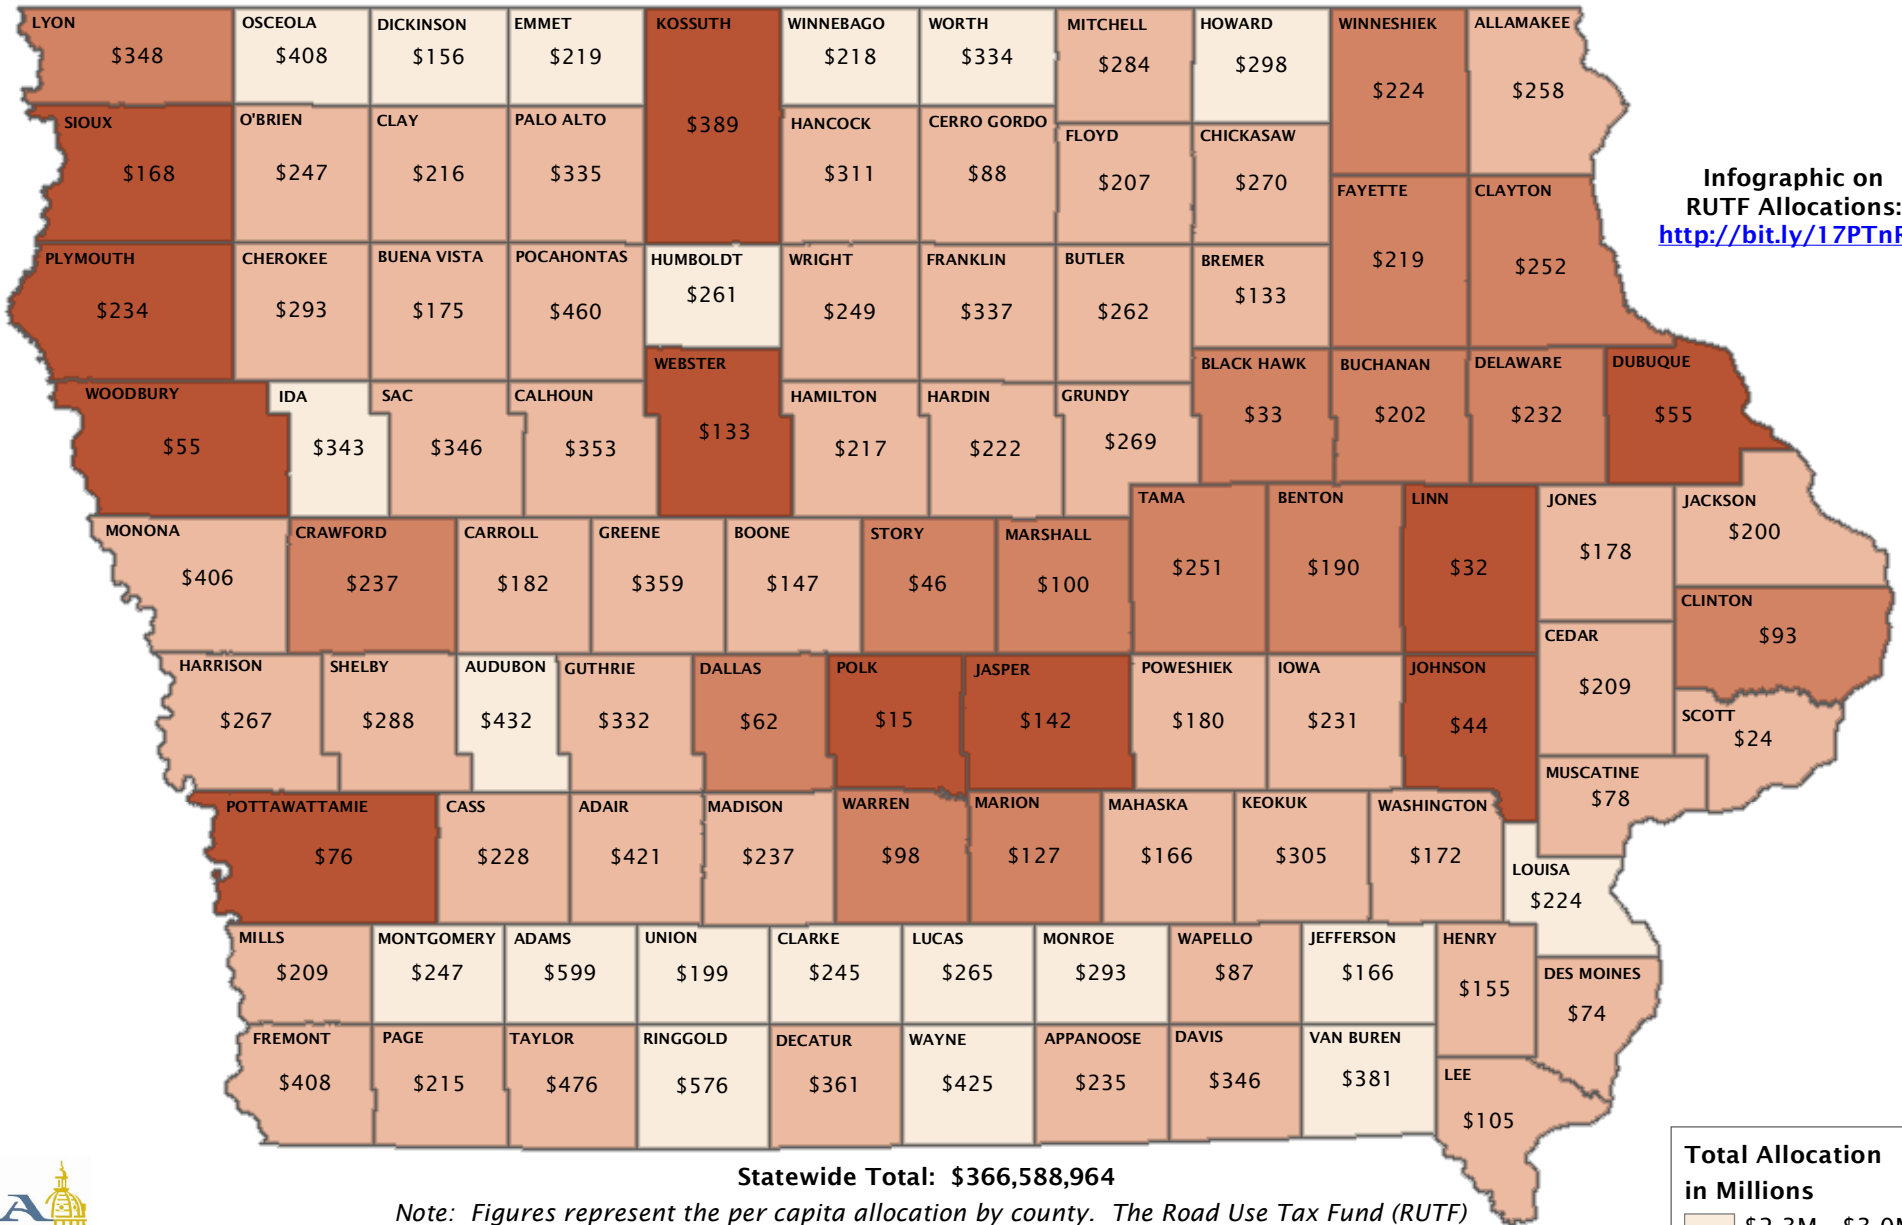 LYON
$348
OSCEOLA
$408
DICKINSON
$156
EMMET
$219
KOSSUTH
$389
WINNEBAGO
$218
WORTH
$334
MITCHELL
$284
HOWARD
$298
WINNESHIEK
$224
ALLAMAKEE
$258
SIOUX
$168
O'BRIEN
$247
CLAY
$216
PALO ALTO
$335
HANCOCK
$311
CERRO GORDO
$88
FLOYD
$207
CHICKASAW
$270
Infographic on
RUTF Allocations:
http://bit.ly/17PTn
FAYETTE
$219
CLAYTON
$252
PLYMOUTH
$234
CHEROKEE
$293
BUENA VISTA
$175
POCAHONTAS
$460
HUMBOLDT
$261
WRIGHT
$249
FRANKLIN
$337
BUTLER
$262
BREMER
$133
WOODBURY
$55
IDA
$343
SAC
$346
CALHOUN
$353
WEBSTER
$133
HAMILTON
$217
HARDIN
$222
GRUNDY
$269
BLACK HAWK
$33
BUCHANAN
$202
DELAWARE
$232
DUBUQUE
$55
MONONA
$406
CRAWFORD
$237
CARROLL
$182
GREENE
$359
BOONE
$147
STORY
$46
MARSHALL
$100
TAMA
$251
BENTON
$190
LINN
$32
JONES
$178
JACKSON
$200
CLINTON
$93
CEDAR
$209
HARRISON
$267
SHELBY
$288
AUDUBON
$432
GUTHRIE
$332
DALLAS
$62
POLK
$15
JASPER
$142
POWESHIEK
$180
IOWA
$231
JOHNSON
$44
SCOTT
$24
MUSCATINE
$78
POTTAWATTAMIE
$76
CASS
$228
ADAIR
$421
MADISON
$237
WARREN
$98
MARION
$127
MAHASKA
$166
KEOKUK
$305
WASHINGTON
$172
LOUISA
$224
MILLS
$209
MONTGOMERY
$247
ADAMS
$599
UNION
$199
CLARKE
$245
LUCAS
$265
MONROE
$293
WAPELLO
$87
JEFFERSON
$166
HENRY
$155
DES MOINES
$74
FREMONT
$408
PAGE
$215
TAYLOR
$476
RINGGOLD
$576
DECATUR
$361
WAYNE
$425
APPANOOSE
$235
DAVIS
$346
VAN BUREN
$381
LEE
$105
Statewide Total: $366,588,964
Note: Figures represent the per capita allocation by county. The Road Use Tax Fund (RUTF)
Total Allocation
in Millions
$2.3M - $3.0